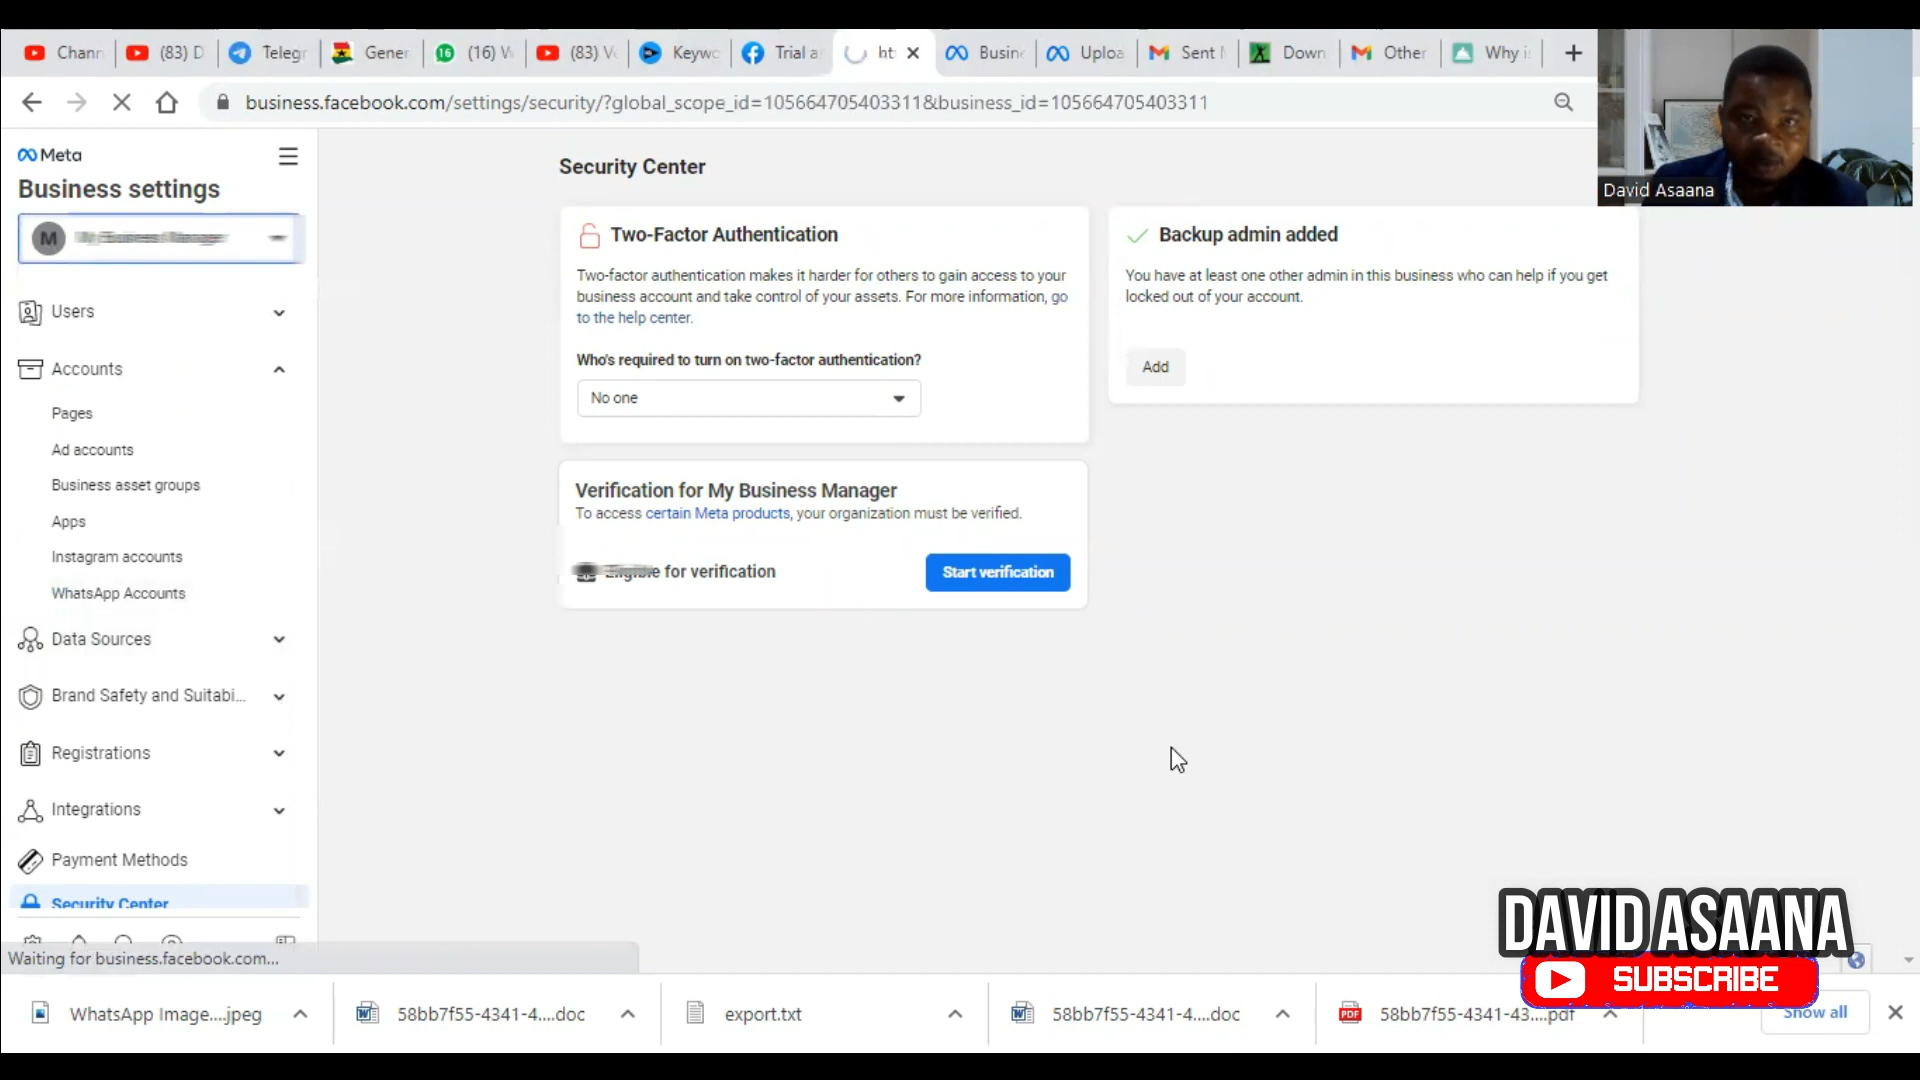 Chann
(83) D
Telegr
Gener
(16) W
(83) V
Keywo
Trial a
ht
Busine
Uploa
Sent
Down
Other
Why i
business.facebook.com/settings/security/?global_scope_id=105664705403311&business_id=105664705403311
Meta
Business settings
M My Business Manager
Users
Accounts
Pages
Ad accounts
Business asset groups
Apps
Instagram accounts
WhatsApp Accounts
Data Sources
Brand Safety and Suitabi...
Registrations
Integrations
Payment Methods
Security Center
Waiting for business.facebook.com...
Security Center
Two-Factor Authentication
Two-factor authentication makes it harder for others to gain access to your
business account and take control of your assets. For more information, go
to the help center.
Who's required to turn on two-factor authentication?
No one
Backup admin added
You have at least one other admin in this business who can help if you get
locked out of your account.
Add
Verification for My Business Manager
To access certain Meta products, your organization must be verified.
Eligible for verification
Start verification
David Asaana
DAVID ASAANA
SUBSCRIBE
WhatsApp Image....jpeg
58bb7f55-4341-4....doc
export.txt
58bb7f55-4341-4....doc
PDF
58bb7f55-4341-43....pdf
Show all